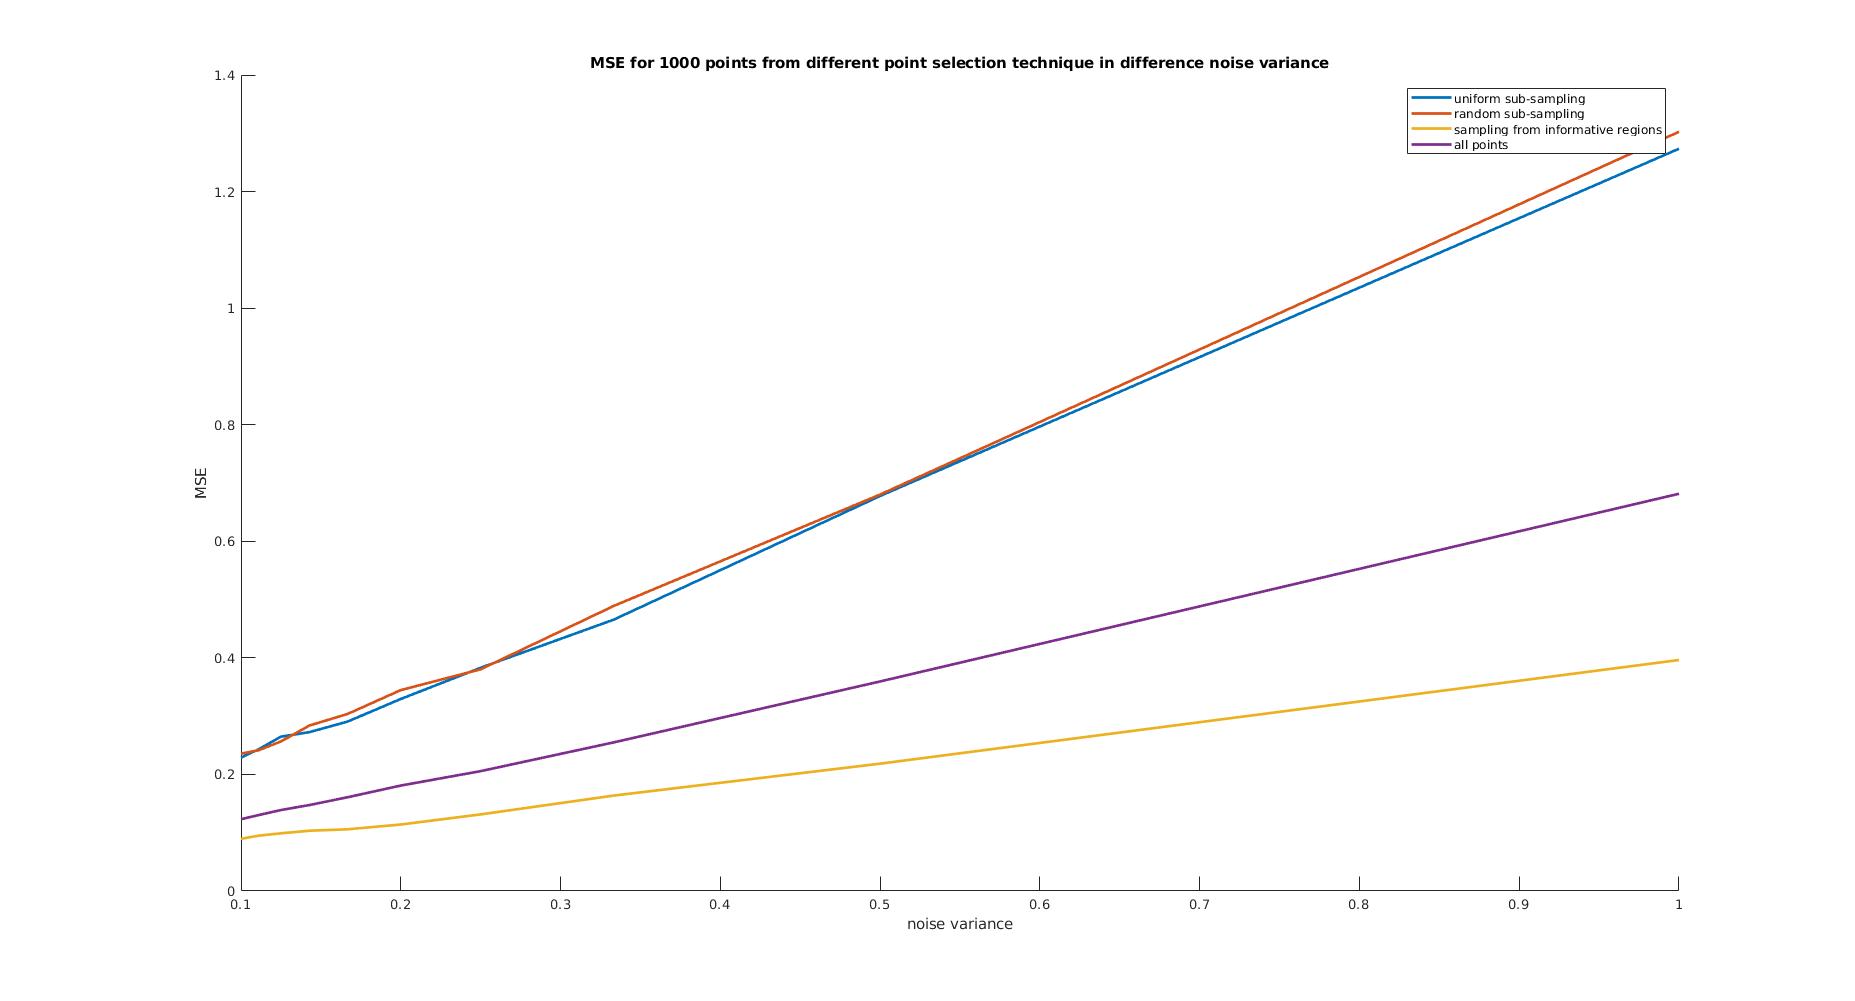 MSE for 1000 points from different point selection technique in difference noise variance
1.4
1.2
1
0.8
0.6
0.4
0.2
0
MSE
uniform sub-sampling
random sub-sampling
sampling from informative regions
all points
0.1
0.2
0.3
0.4
0.5
0.6
0.7
0.8
0.9
1
noise variance